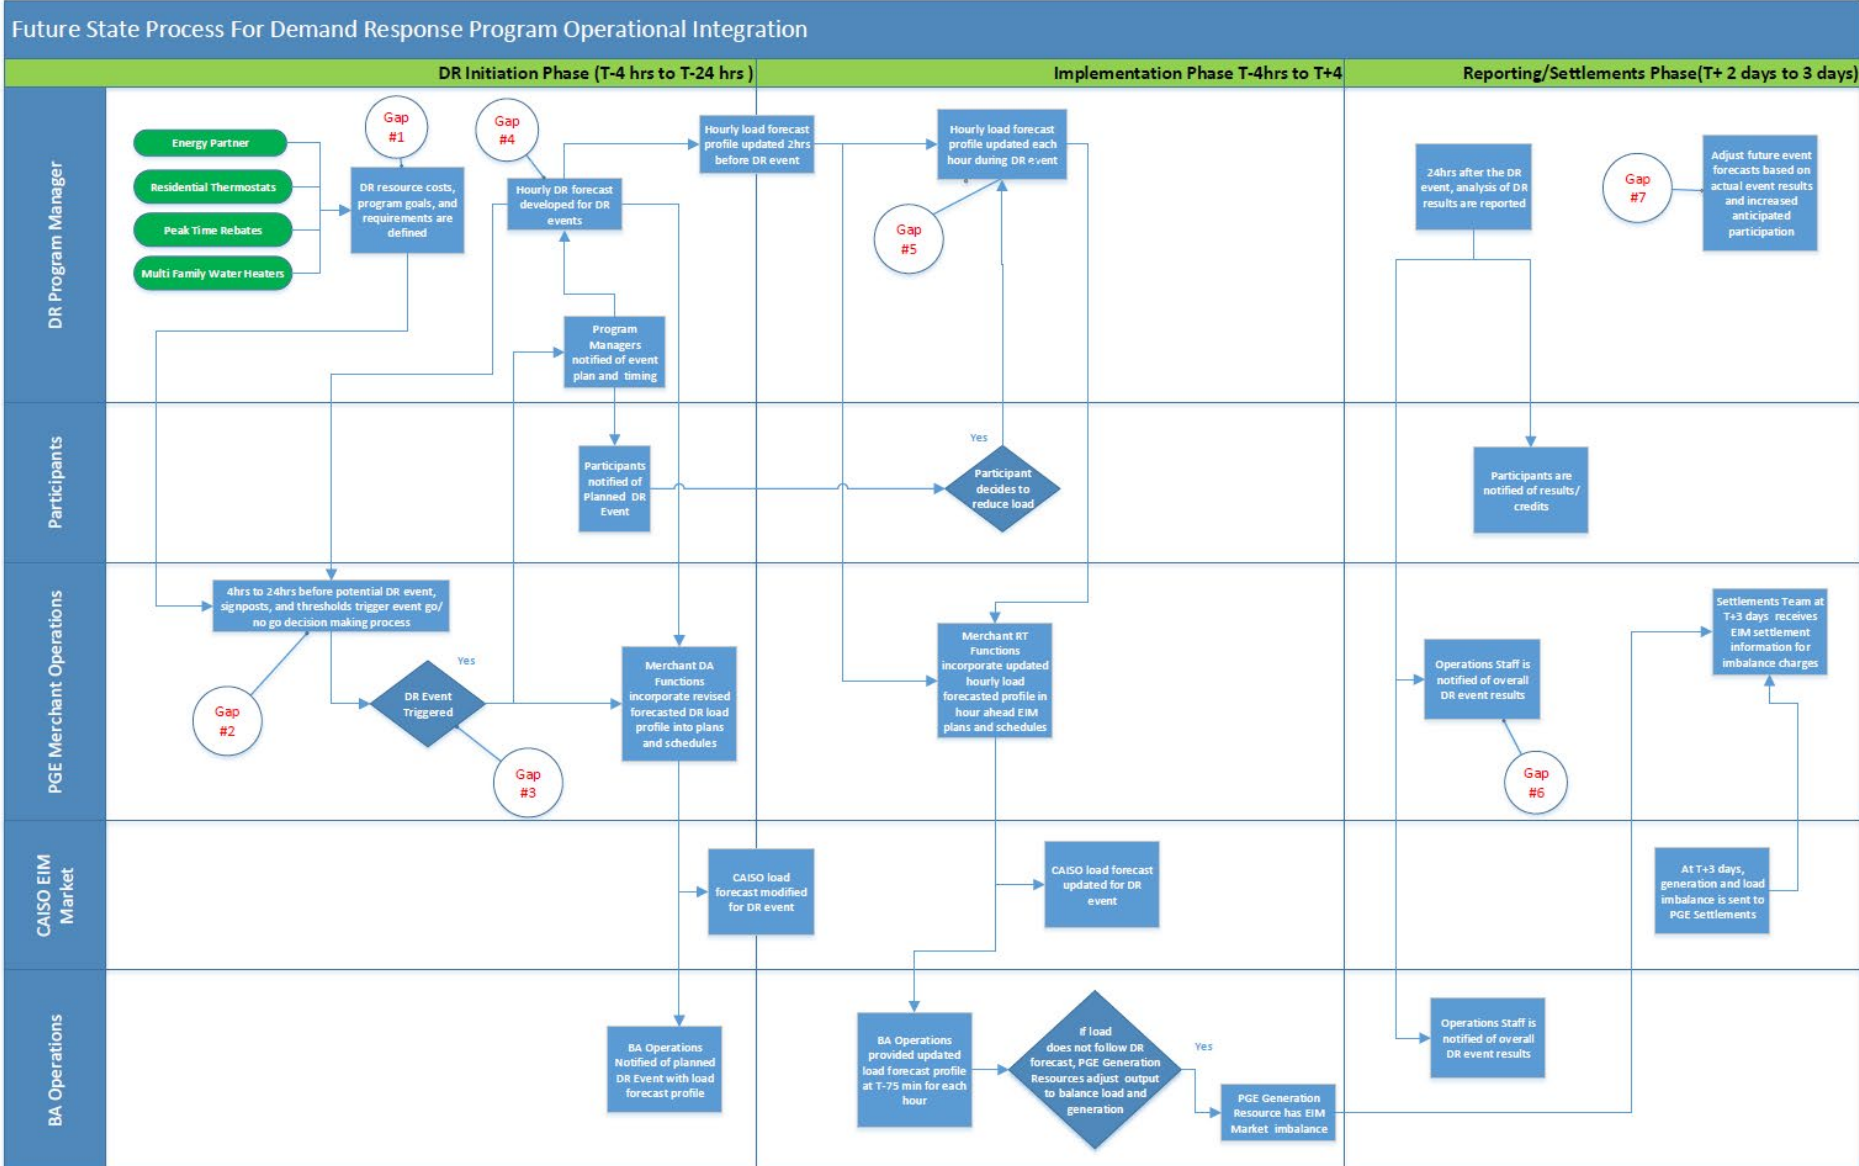 Future State Process For Demand Response Program Operational Integration
DR Initiation Phase (T-4 hrs to T-24 hrs )
Implementation Phase T-4hrs to T+4
Reporting/Settlements Phase(T+ 2 days to 3 days)
DR Program Manager
Energy Partner
Residential Thermostats
Peak Time Rebates
Multi Family Water Heaters
Gap
#1
DR resource costs,
program goals, and
requirements are
defined
Gap
#4
Hourly DR forecast
developed for DR
events
Program
Managers
notified of event
plan and timing
Hourly load forecast
profile updated 2hrs
before DR event
Hourly load forecast
profile updated each
hour during DR event
Gap
#5
24hrs after the DR
event, analysis of DR
results are reported
Gap
#7
Adjust future event
forecasts based on
actual event results
and increased
anticipated
participation
Participants
Participants
notified of
Planned DR
Event
Yes
Participant
decides to
reduce load
Participants are
notified of results/
credits
PGE Merchant Operations
4hrs to 24hrs before potential DR event,
signposts, and thresholds trigger event go/
no go decision making process
Gap
#2
DR Event
Triggered
Yes
Gap
#3
Merchant DA
Functions
incorporate revised
forecasted DR load
profile into plans
and schedules
Merchant RT
Functions
incorporate updated
hourly load
forecasted profile in
hour ahead EIM
plans and schedules
Operations Staff is
notified of overall
DR event results
Gap
#6
Settlements Team at
T+3 days receives
EIM settlement
information for
imbalance charges
CAISO EIM
Market
CAISO load
forecast modified
for DR event
CAISO load forecast
updated for DR
event
At T+3 days,
generation and load
imbalance is sent to
PGE Settlements
BA Operations
BA Operations
Notified of planned
DR Event with load
forecast profile
BA Operations
provided updated
load forecast profile
at T-75 min for each
hour
If load
does not follow DR
forecast, PGE Generation
Resources adjust output
to balance load and
generation
Yes
PGE Generation
Resource has EIM
Market imbalance
Operations Staff is
notified of overall
DR event results